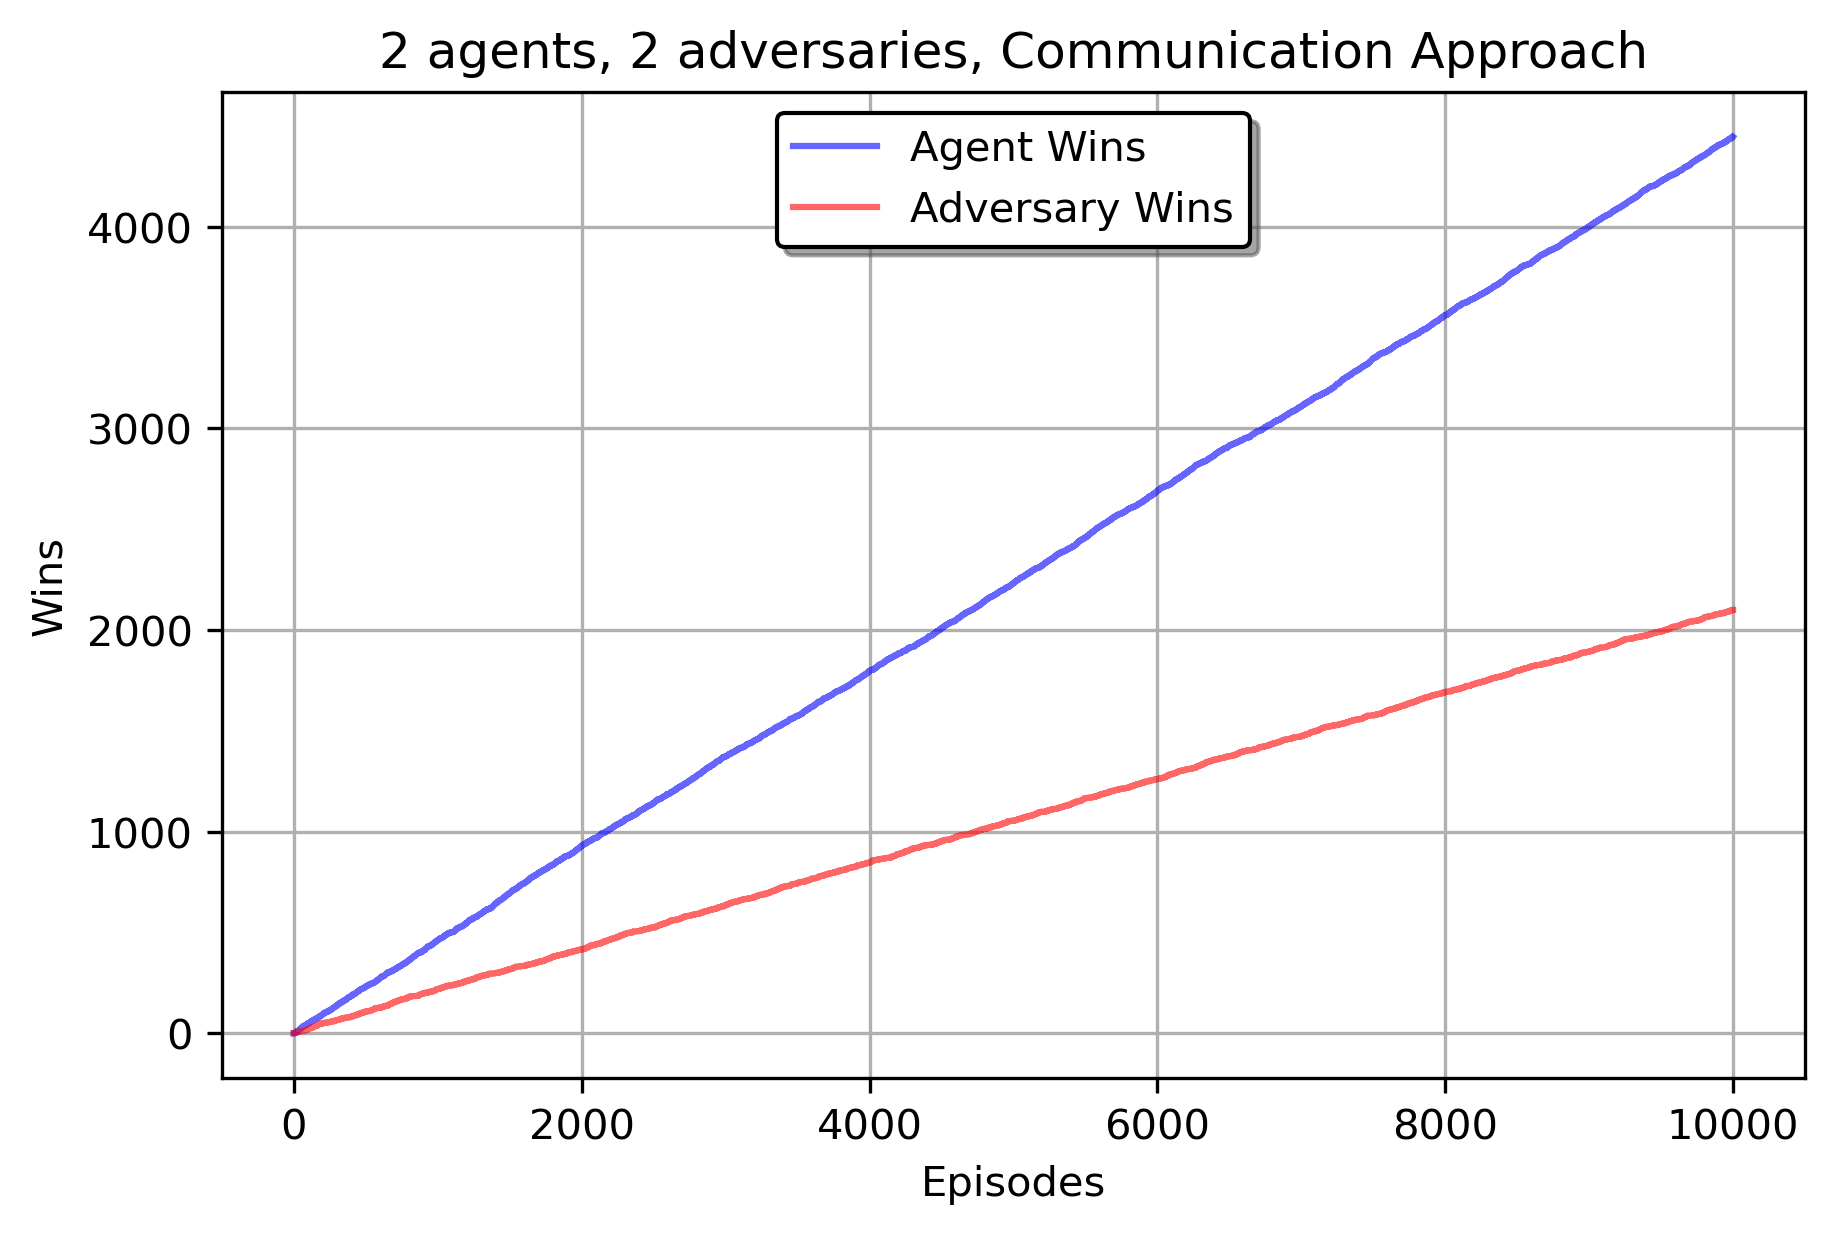 2 agents, 2 adversaries, Communication Approach
Agent Wins
Adversary Wins
Wins
4000
3000
2000
1000
0
0 2000 4000 6000 8000 10000
Episodes